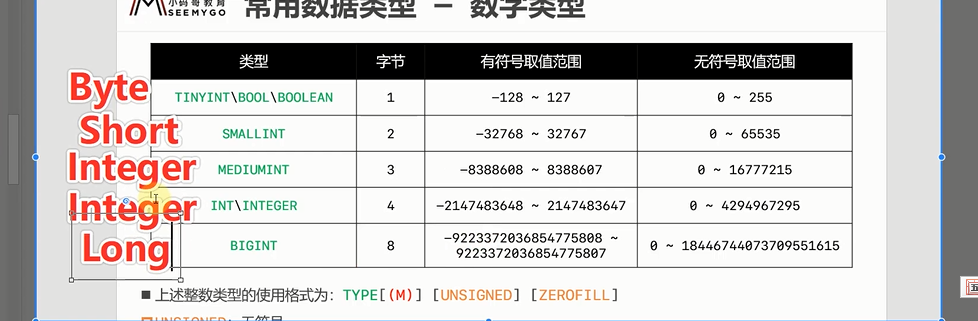 小码哥教育
SEEMYGO
常用数据类型 – 数字类型
类型 字节 有符号取值范围 无符号取值范围
Byte
TINYINT\BOOL\BOOLEAN 1 -128 ~ 127 0 ~ 255
Short
SMALLINT 2 -32768 ~ 32767 0 ~ 65535
Integer
MEDIUMINT 3 -8388608 ~ 8388607 0 ~ 16777215
Integer
INT\INTEGER 4 -2147483648 ~ 2147483647 0 ~ 4294967295
Long
BIGINT 8 -9223372036854775808 ~
9223372036854775807 0 ~ 18446744073709551615
■ 上述整数类型的使用格式为：TYPE[(M)] [UNSIGNED] [ZEROFILL]
UNSIGNED：无符号